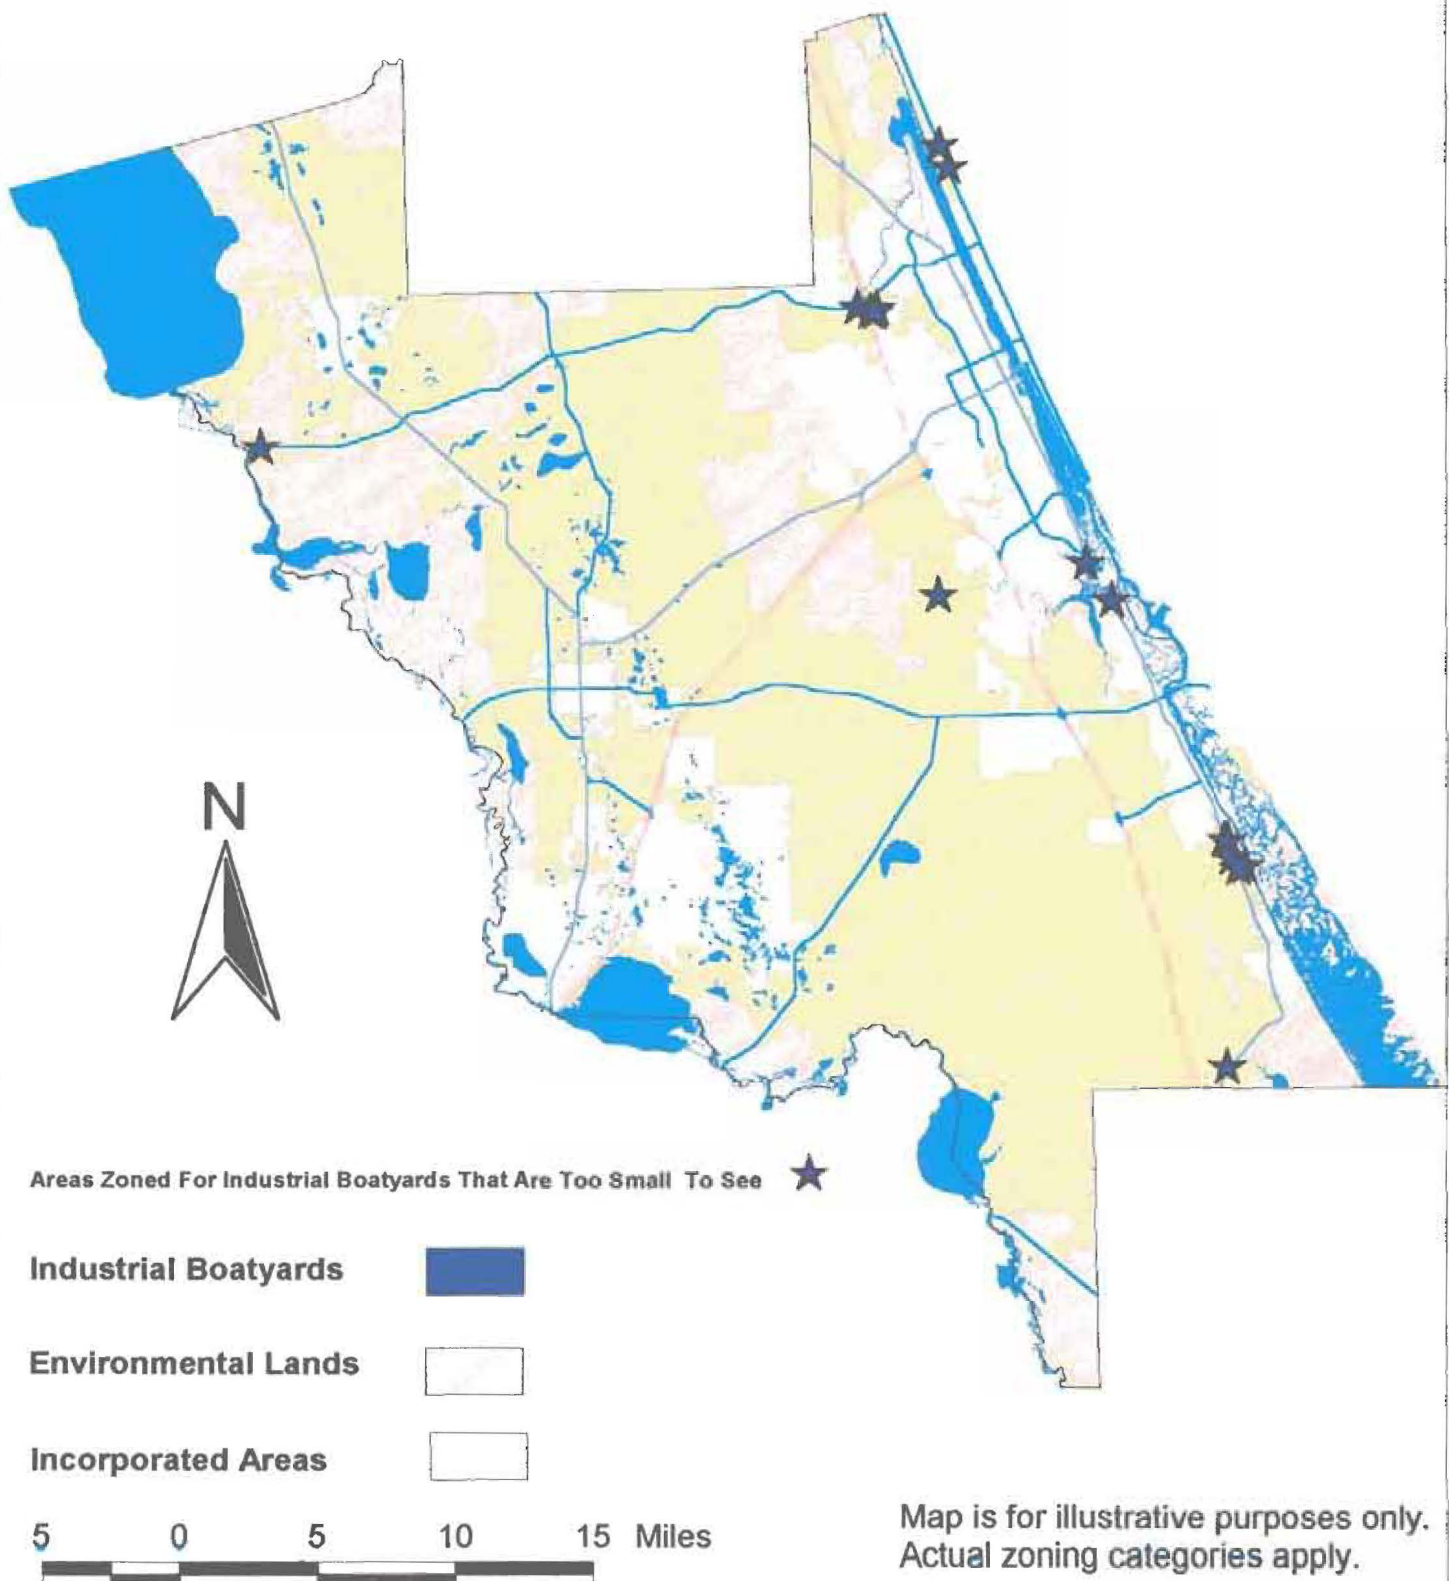 N
Areas Zoned For Industrial Boatyards That Are Too Small To See
Industrial Boatyards
Environmental Lands
Incorporated Areas
5 0 5 10 15 Miles
Map is for illustrative purposes only.
Actual zoning categories apply.